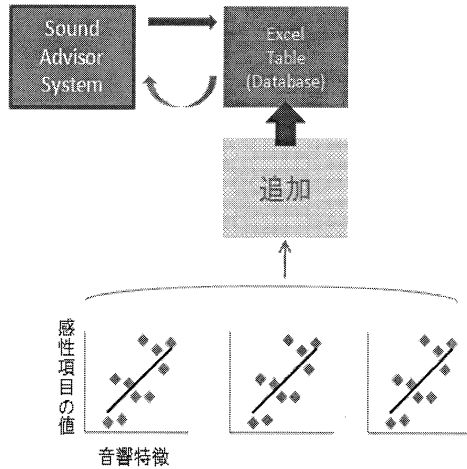 Sound
Advisor
System
Excel
Table
(Database)
追加
感性項目の値
音響特徴